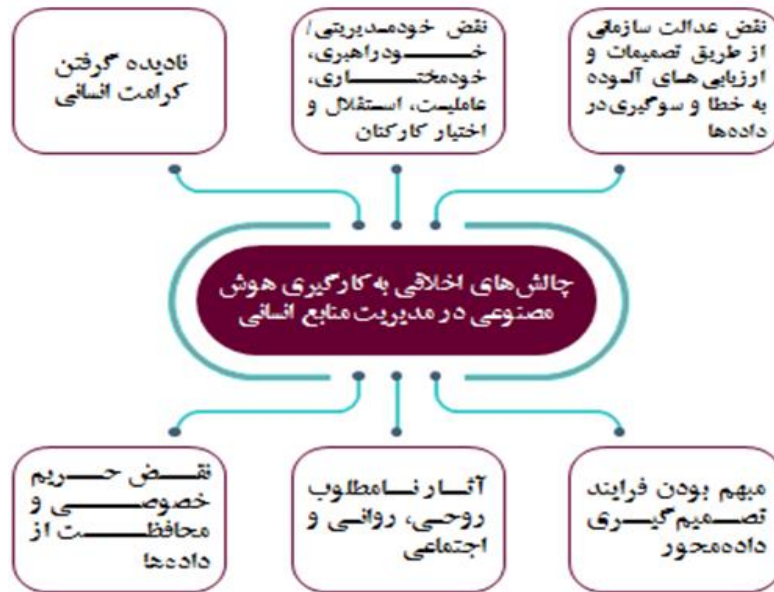 نقض عدالت سازمانی
از طریق تصمیمات و
ارزیابی‌های آلوده
به خطا و سوگیری در
داده‌ها
نقض خودمدیریتی/
خودراهبری،
خودمختاری،
عاملیت، استقلال و
اختیار کارکنان
نادیده گرفتن
کرامت انسانی
چالش‌های اخلاقی به‌کارگیری هوش
مصنوعی در مدیریت منابع انسانی
مبهم بودن فرایند
تصمیم‌گیری
داده‌محور
آثار نامطلوب
روحی، روانی و
اجتماعی
نقض حریم
خصوصی و
محافظت از
داده‌ها